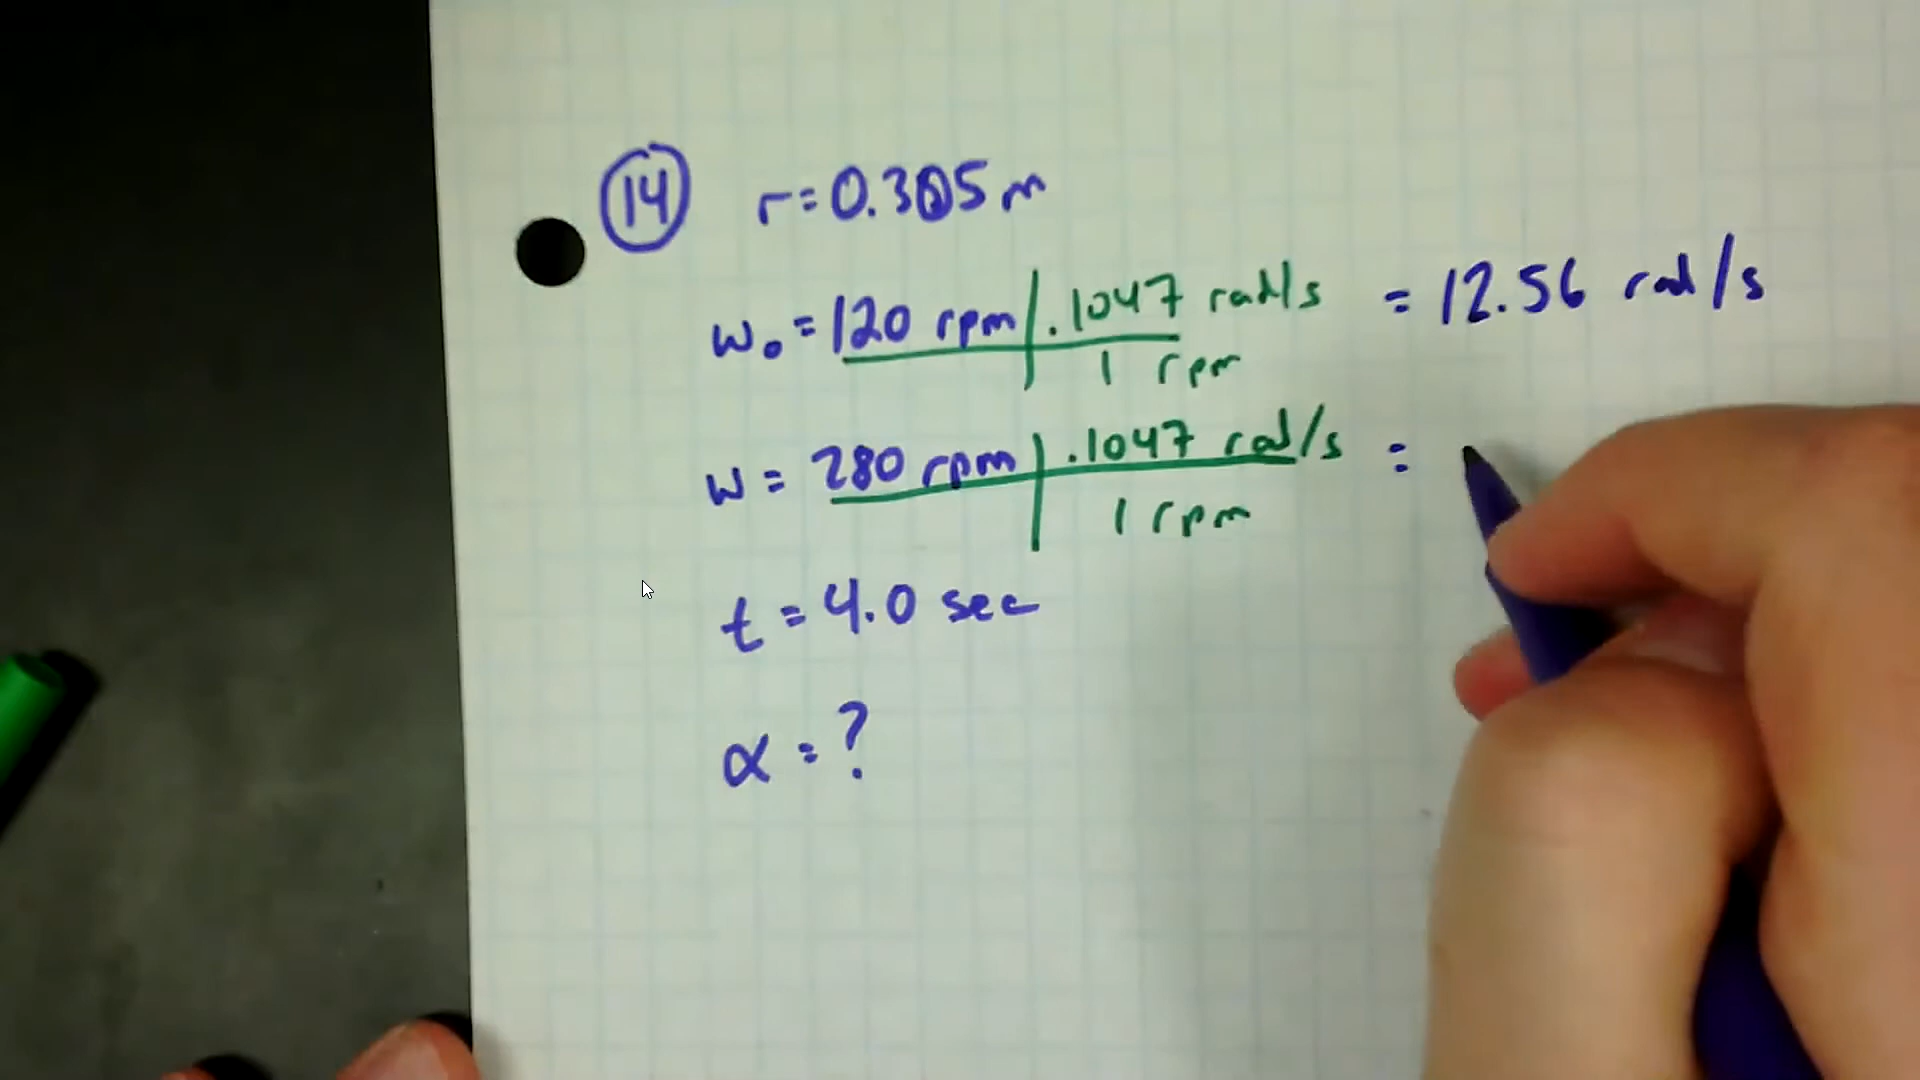 14 r = 0.305 m
ω₀ = 120 rpm | .1047 rad/s = 12.56 rad/s
1 rpm
ω = 280 rpm | .1047 rad/s =
1 rpm
t = 4.0 sec
α = ?